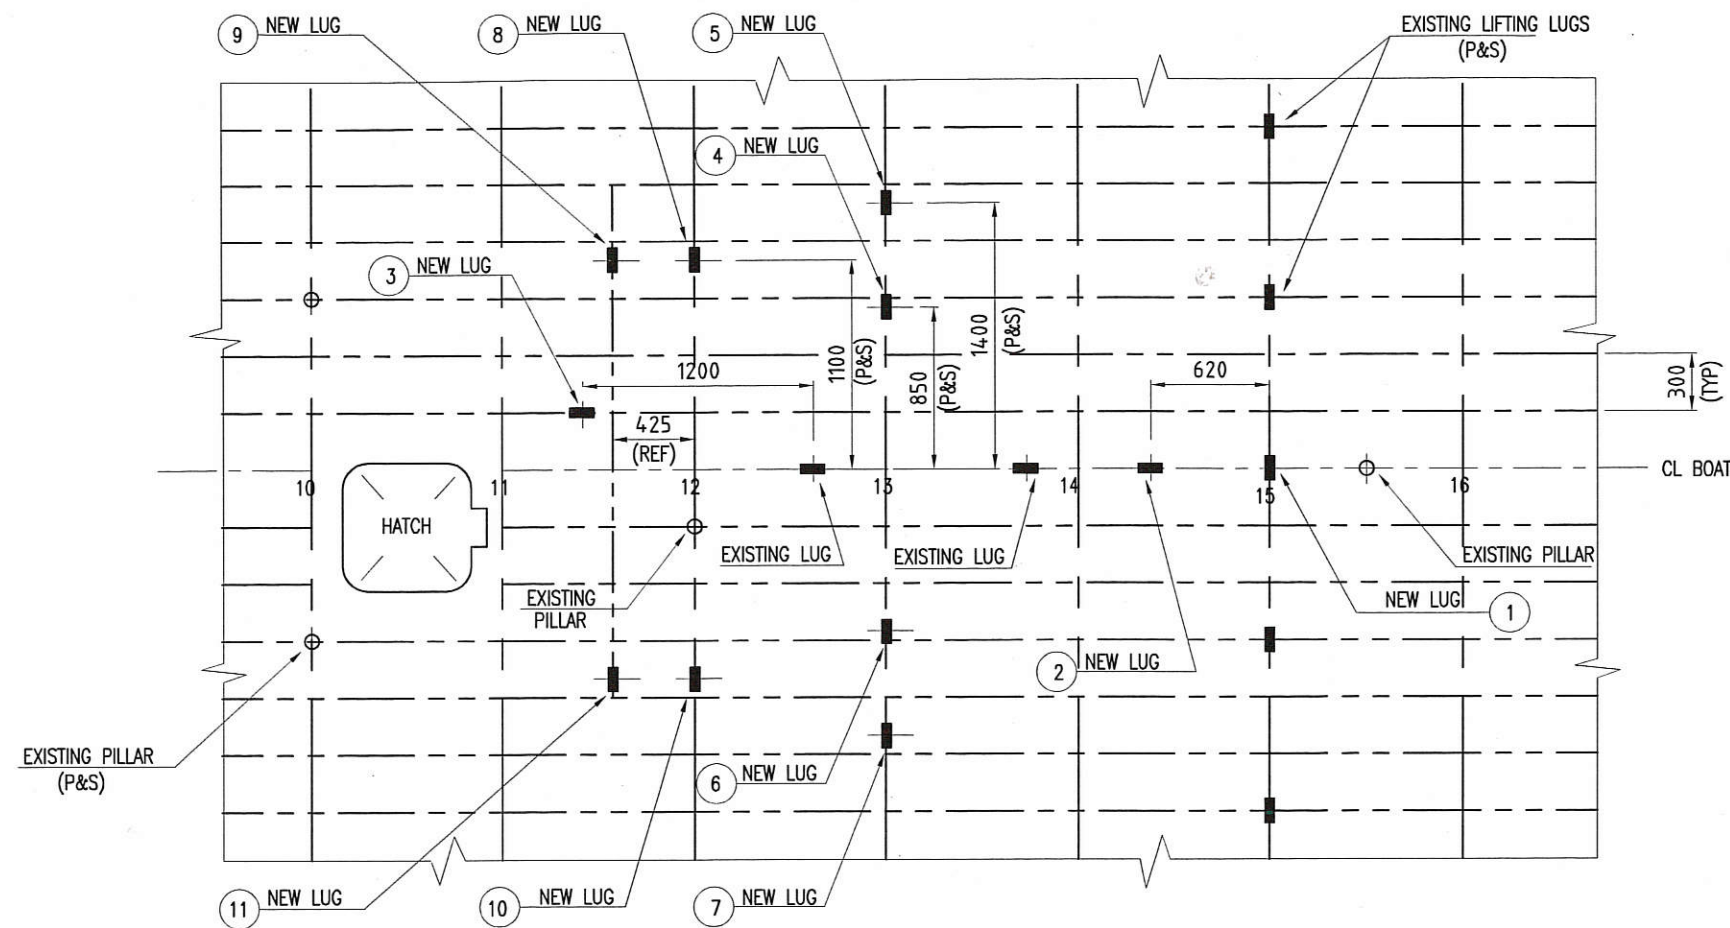 9 NEW LUG
8 NEW LUG
5 NEW LUG
EXISTING LIFTING LUGS
(P&S)
4 NEW LUG
3 NEW LUG
1200
1100
(P&S)
850
(P&S)
1400
(P&S)
620
300
(TYP)
425
(REF)
CL BOAT
10
11
12
13
14
15
16
HATCH
EXISTING LUG
EXISTING LUG
EXISTING PILLAR
EXISTING
PILLAR
NEW LUG 1
2 NEW LUG
EXISTING PILLAR
(P&S)
6 NEW LUG
11 NEW LUG
10 NEW LUG
7 NEW LUG